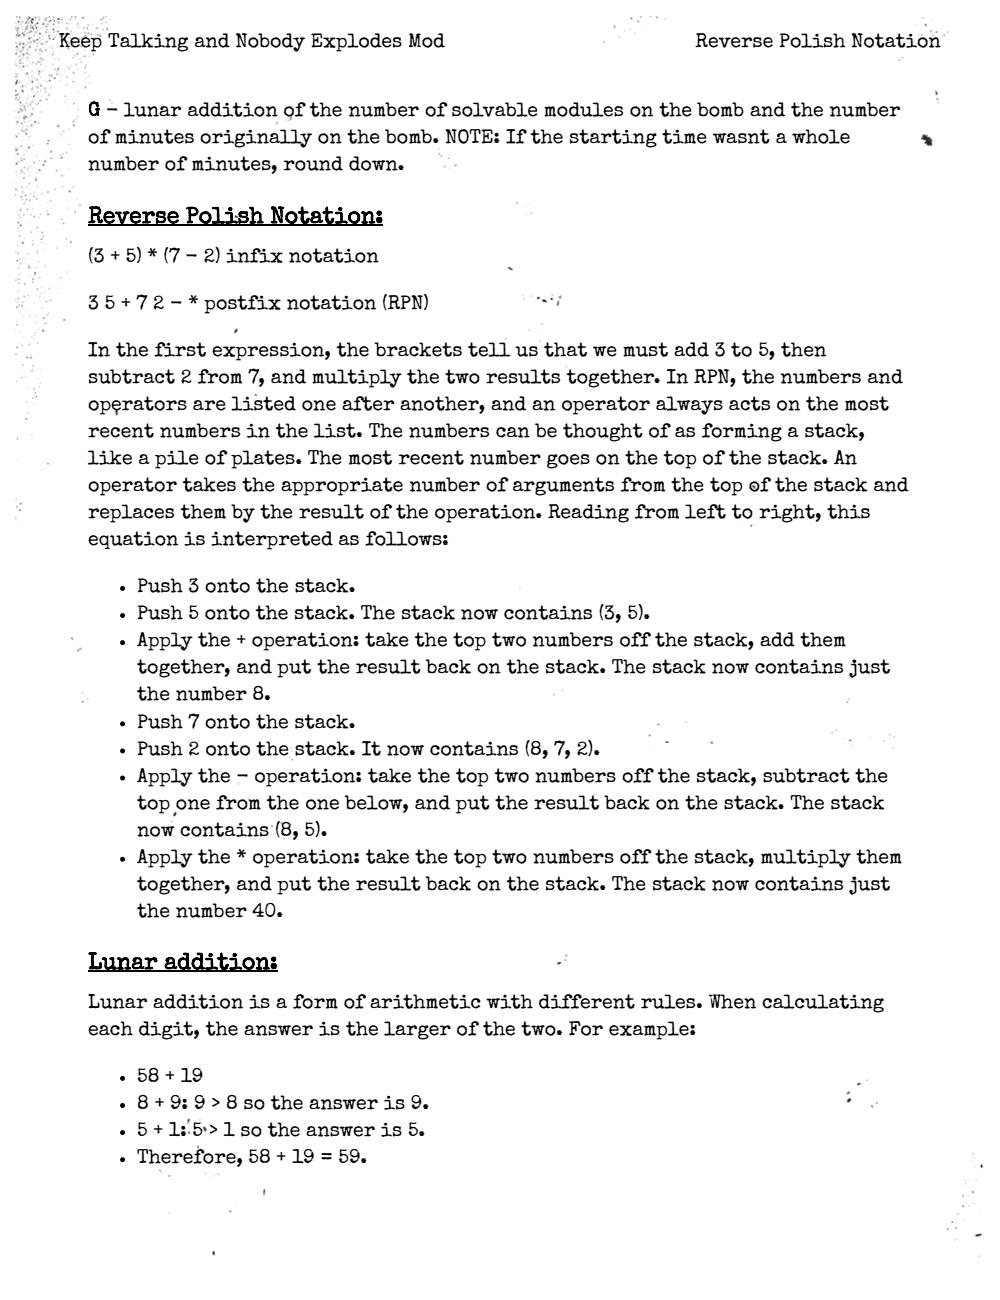 Keep Talking and Nobody Explodes Mod
Reverse Polish Notation
G – lunar addition of the number of solvable modules on the bomb and the number
of minutes originally on the bomb. NOTE: If the starting time wasnt a whole
number of minutes, round down.
Reverse Polish Notation:
(3 + 5) * (7 – 2) infix notation
3 5 + 7 2 – * postfix notation (RPN)
In the first expression, the brackets tell us that we must add 3 to 5, then
subtract 2 from 7, and multiply the two results together. In RPN, the numbers and
operators are listed one after another, and an operator always acts on the most
recent numbers in the list. The numbers can be thought of as forming a stack,
like a pile of plates. The most recent number goes on the top of the stack. An
operator takes the appropriate number of arguments from the top of the stack and
replaces them by the result of the operation. Reading from left to right, this
equation is interpreted as follows:
• Push 3 onto the stack.
• Push 5 onto the stack. The stack now contains (3, 5).
• Apply the + operation: take the top two numbers off the stack, add them
together, and put the result back on the stack. The stack now contains just
the number 8.
• Push 7 onto the stack.
• Push 2 onto the stack. It now contains (8, 7, 2).
• Apply the – operation: take the top two numbers off the stack, subtract the
top one from the one below, and put the result back on the stack. The stack
now contains (8, 5).
• Apply the * operation: take the top two numbers off the stack, multiply them
together, and put the result back on the stack. The stack now contains just
the number 40.
Lunar addition:
Lunar addition is a form of arithmetic with different rules. When calculating
each digit, the answer is the larger of the two. For example:
• 58 + 19
• 8 + 9: 9 > 8 so the answer is 9.
• 5 + 1: 5 > 1 so the answer is 5.
• Therefore, 58 + 19 = 59.